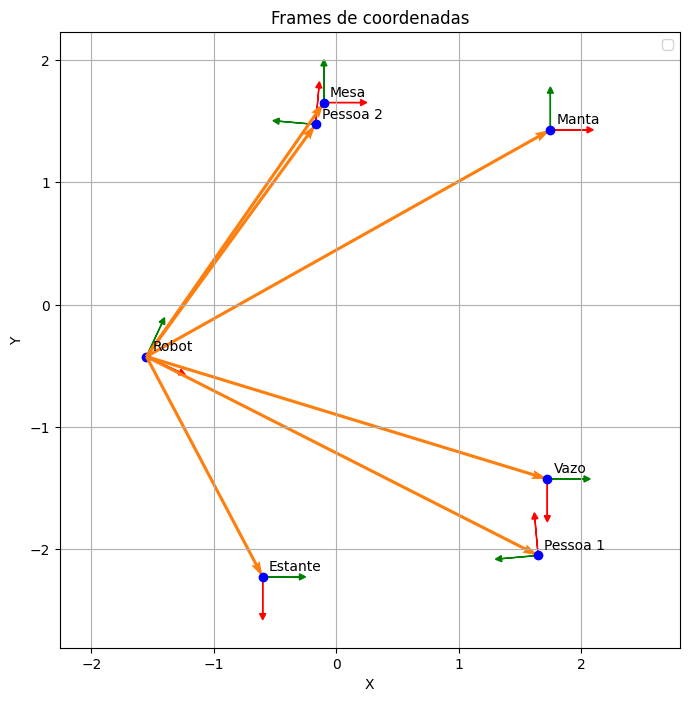 Frames de coordenadas
2
1
0
−1
−2
Y
Mesa
Pessoa 2
Manta
Robot
Vazo
Pessoa 1
Estante
−2
−1
0
1
2
X